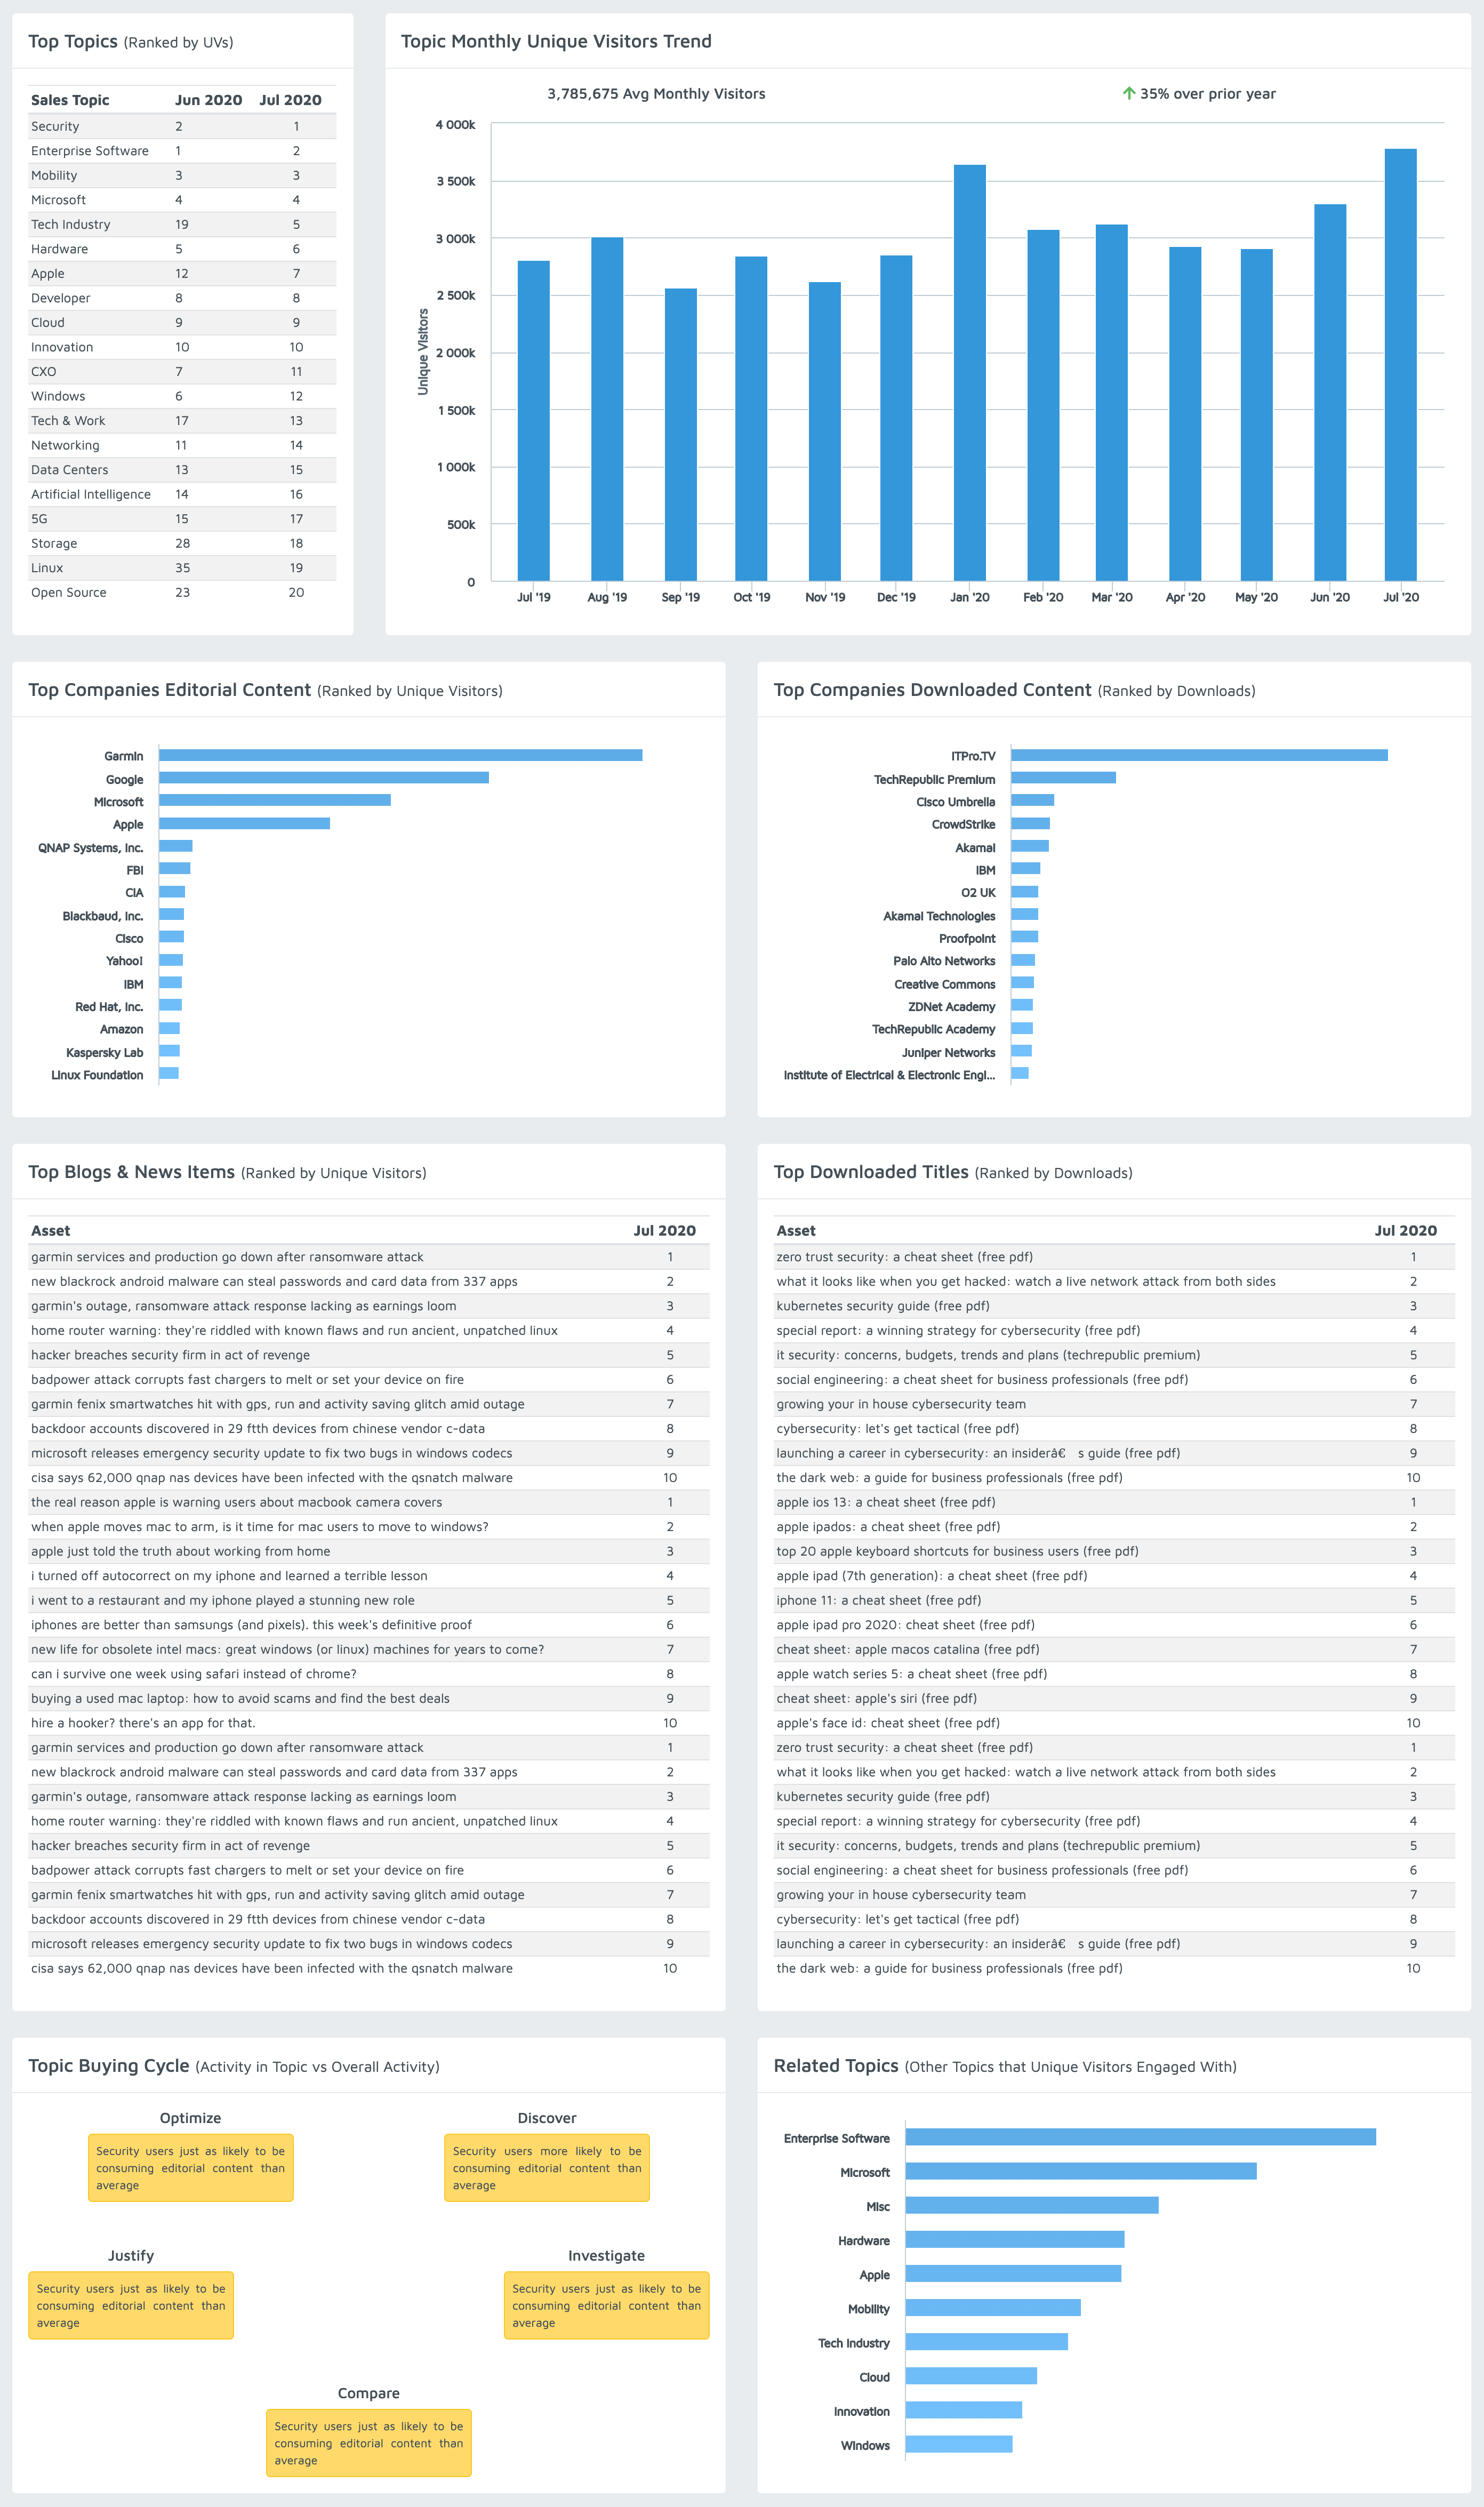 Top Topics (Ranked by UVs)
Sales Topic Jun 2020 Jul 2020
Security 2 1
Enterprise Software 1 2
Mobility 3 3
Microsoft 4 4
Tech Industry 19 5
Hardware 5 6
Apple 12 7
Developer 8 8
Cloud 9 9
Innovation 10 10
CXO 7 11
Windows 6 12
Tech & Work 17 13
Networking 11 14
Data Centers 13 15
Artificial Intelligence 14 16
5G 15 17
Storage 28 18
Linux 35 19
Open Source 23 20
Topic Monthly Unique Visitors Trend
3,785,675 Avg Monthly Visitors
35% over prior year
Unique Visitors
4 000k
3 500k
3 000k
2 500k
2 000k
1 500k
1 000k
500k
0
Jul '19 Aug '19 Sep '19 Oct '19 Nov '19 Dec '19 Jan '20 Feb '20 Mar '20 Apr '20 May '20 Jun '20 Jul '20
Top Companies Editorial Content (Ranked by Unique Visitors)
Garmin
Google
Microsoft
Apple
QNAP Systems, Inc.
FBI
CIA
Blackbaud, Inc.
Cisco
Yahoo!
IBM
Red Hat, Inc.
Amazon
Kaspersky Lab
Linux Foundation
Top Companies Downloaded Content (Ranked by Downloads)
ITPro.TV
TechRepublic Premium
Cisco Umbrella
CrowdStrike
Akamai
IBM
O2 UK
Akamai Technologies
Proofpoint
Palo Alto Networks
Creative Commons
ZDNet Academy
TechRepublic Academy
Juniper Networks
Institute of Electrical & Electronic Engi...
Top Blogs & News Items (Ranked by Unique Visitors)
Asset Jul 2020
garmin services and production go down after ransomware attack 1
new blackrock android malware can steal passwords and card data from 337 apps 2
garmin's outage, ransomware attack response lacking as earnings loom 3
home router warning: they're riddled with known flaws and run ancient, unpatched linux 4
hacker breaches security firm in act of revenge 5
badpower attack corrupts fast chargers to melt or set your device on fire 6
garmin fenix smartwatches hit with gps, run and activity saving glitch amid outage 7
backdoor accounts discovered in 29 ftth devices from chinese vendor c-data 8
microsoft releases emergency security update to fix two bugs in windows codecs 9
cisa says 62,000 qnap nas devices have been infected with the qsnatch malware 10
the real reason apple is warning users about macbook camera covers 1
when apple moves mac to arm, is it time for mac users to move to windows? 2
apple just told the truth about working from home 3
i turned off autocorrect on my iphone and learned a terrible lesson 4
i went to a restaurant and my iphone played a stunning new role 5
iphones are better than samsungs (and pixels). this week's definitive proof 6
new life for obsolete intel macs: great windows (or linux) machines for years to come? 7
can i survive one week using safari instead of chrome? 8
buying a used mac laptop: how to avoid scams and find the best deals 9
hire a hooker? there's an app for that. 10
garmin services and production go down after ransomware attack 1
new blackrock android malware can steal passwords and card data from 337 apps 2
garmin's outage, ransomware attack response lacking as earnings loom 3
home router warning: they're riddled with known flaws and run ancient, unpatched linux 4
hacker breaches security firm in act of revenge 5
badpower attack corrupts fast chargers to melt or set your device on fire 6
garmin fenix smartwatches hit with gps, run and activity saving glitch amid outage 7
backdoor accounts discovered in 29 ftth devices from chinese vendor c-data 8
microsoft releases emergency security update to fix two bugs in windows codecs 9
cisa says 62,000 qnap nas devices have been infected with the qsnatch malware 10
Top Downloaded Titles (Ranked by Downloads)
Asset Jul 2020
zero trust security: a cheat sheet (free pdf) 1
what it looks like when you get hacked: watch a live network attack from both sides 2
kubernetes security guide (free pdf) 3
special report: a winning strategy for cybersecurity (free pdf) 4
it security: concerns, budgets, trends and plans (techrepublic premium) 5
social engineering: a cheat sheet for business professionals (free pdf) 6
growing your in house cybersecurity team 7
cybersecurity: let's get tactical (free pdf) 8
launching a career in cybersecurity: an insiderâ€ s guide (free pdf) 9
the dark web: a guide for business professionals (free pdf) 10
apple ios 13: a cheat sheet (free pdf) 1
apple ipados: a cheat sheet (free pdf) 2
top 20 apple keyboard shortcuts for business users (free pdf) 3
apple ipad (7th generation): a cheat sheet (free pdf) 4
iphone 11: a cheat sheet (free pdf) 5
apple ipad pro 2020: cheat sheet (free pdf) 6
cheat sheet: apple macos catalina (free pdf) 7
apple watch series 5: a cheat sheet (free pdf) 8
cheat sheet: apple's siri (free pdf) 9
apple's face id: cheat sheet (free pdf) 10
zero trust security: a cheat sheet (free pdf) 1
what it looks like when you get hacked: watch a live network attack from both sides 2
kubernetes security guide (free pdf) 3
special report: a winning strategy for cybersecurity (free pdf) 4
it security: concerns, budgets, trends and plans (techrepublic premium) 5
social engineering: a cheat sheet for business professionals (free pdf) 6
growing your in house cybersecurity team 7
cybersecurity: let's get tactical (free pdf) 8
launching a career in cybersecurity: an insiderâ€ s guide (free pdf) 9
the dark web: a guide for business professionals (free pdf) 10
Topic Buying Cycle (Activity in Topic vs Overall Activity)
Optimize
Security users just as likely to be
consuming editorial content than
average
Discover
Security users more likely to be
consuming editorial content than
average
Justify
Security users just as likely to be
consuming editorial content than
average
Investigate
Security users just as likely to be
consuming editorial content than
average
Compare
Security users just as likely to be
consuming editorial content than
average
Related Topics (Other Topics that Unique Visitors Engaged With)
Enterprise Software
Microsoft
Misc
Hardware
Apple
Mobility
Tech Industry
Cloud
Innovation
Windows